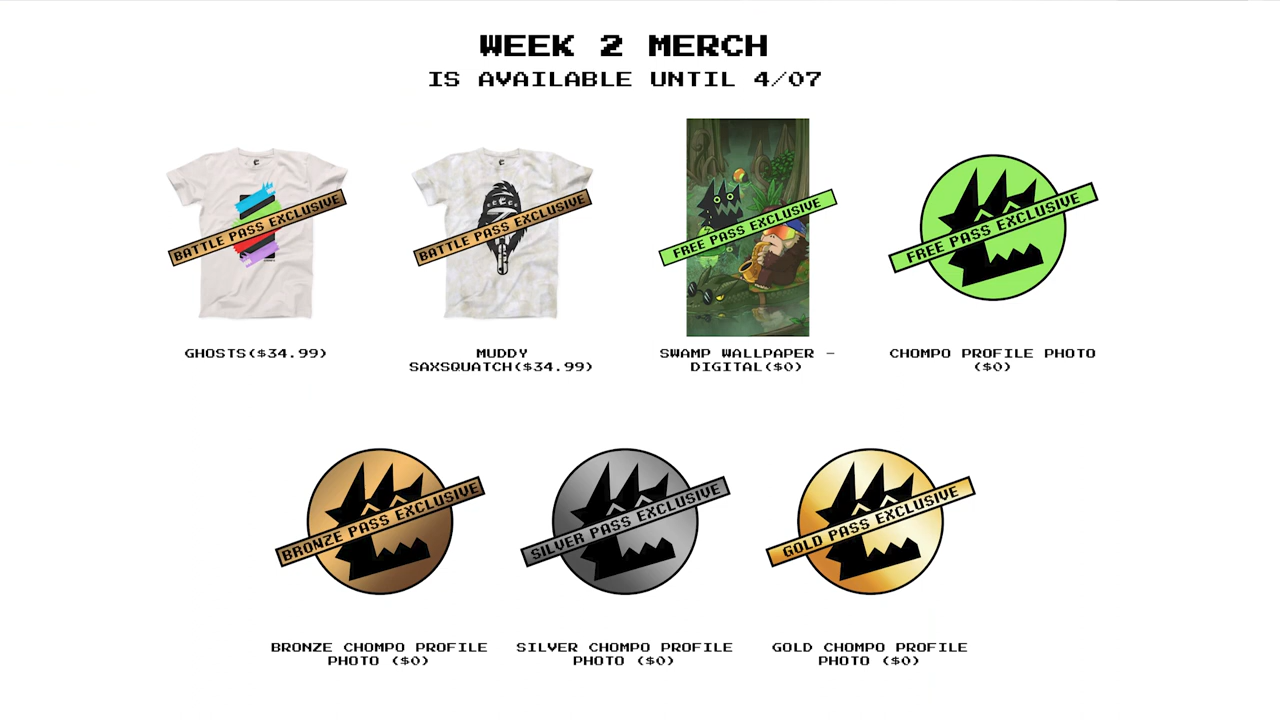 WEEK 2 MERCH
IS AVAILABLE UNTIL 4/07
BATTLE PASS EXCLUSIVE
BATTLE PASS EXCLUSIVE
FREE PASS EXCLUSIVE
FREE PASS EXCLUSIVE
GHOSTS($34.99)
MUDDY
SAXSQUATCH($34.99)
SWAMP WALLPAPER -
DIGITAL($0)
CHOMPO PROFILE PHOTO
($0)
BRONZE PASS EXCLUSIVE
SILVER PASS EXCLUSIVE
GOLD PASS EXCLUSIVE
BRONZE CHOMPO PROFILE
PHOTO ($0)
SILVER CHOMPO PROFILE
PHOTO ($0)
GOLD CHOMPO PROFILE
PHOTO ($0)